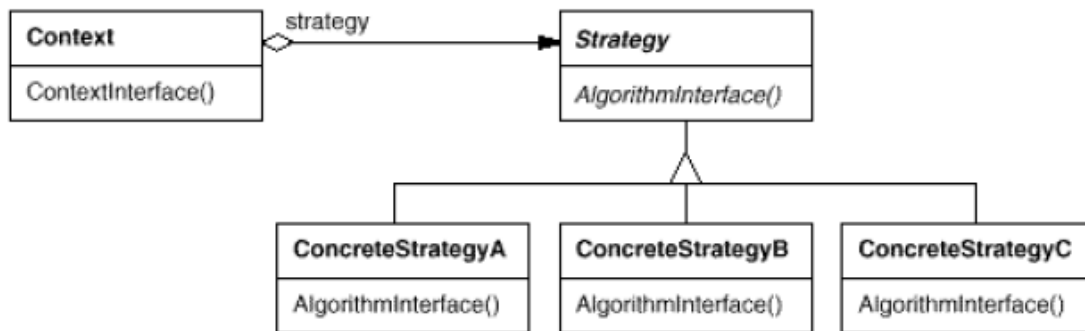 Context
strategy
Strategy
ContextInterface()
AlgorithmInterface()
ConcreteStrategyA
ConcreteStrategyB
ConcreteStrategyC
AlgorithmInterface()
AlgorithmInterface()
AlgorithmInterface()